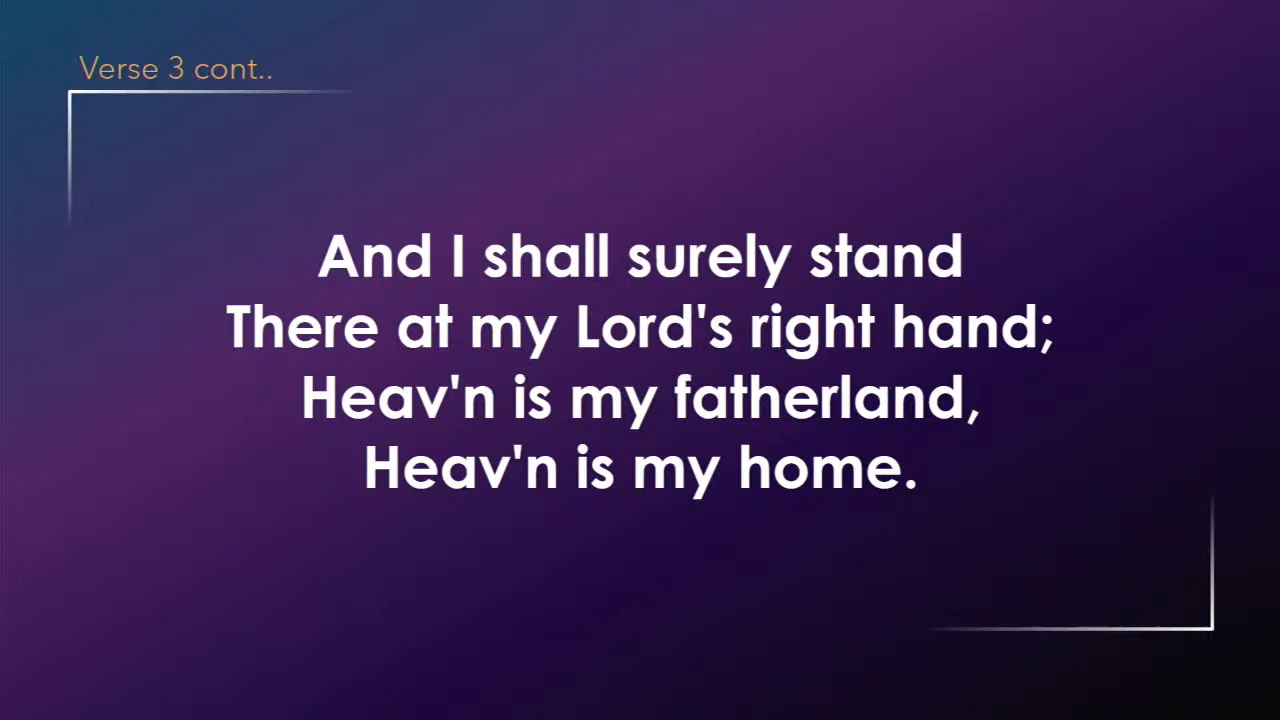 Verse 3 cont..
And I shall surely stand
There at my Lord's right hand;
Heav'n is my fatherland,
Heav'n is my home.